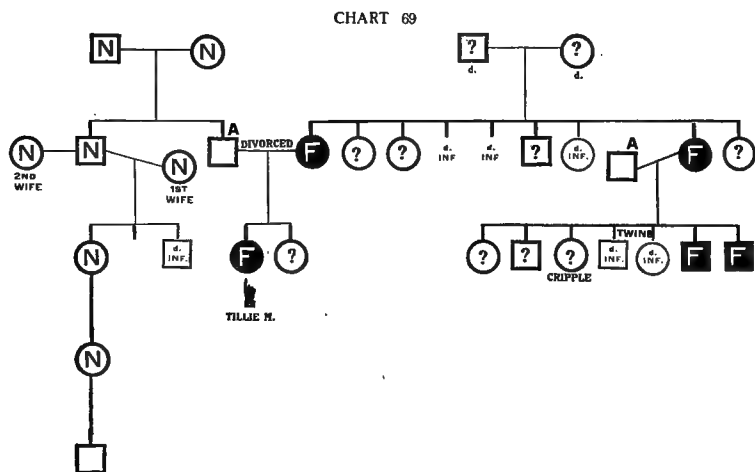 CHART 69
N N ? ?
d. d.
A A
N N DIVORCED F ? ? d. d. ? d. F ?
INF INF INF.
2ND WIFE N 1ST WIFE
TWINS
N d. F ? ? ? ? d. d. F F
INF. INF. INF.
CRIPPLE
TILLIE M.
N